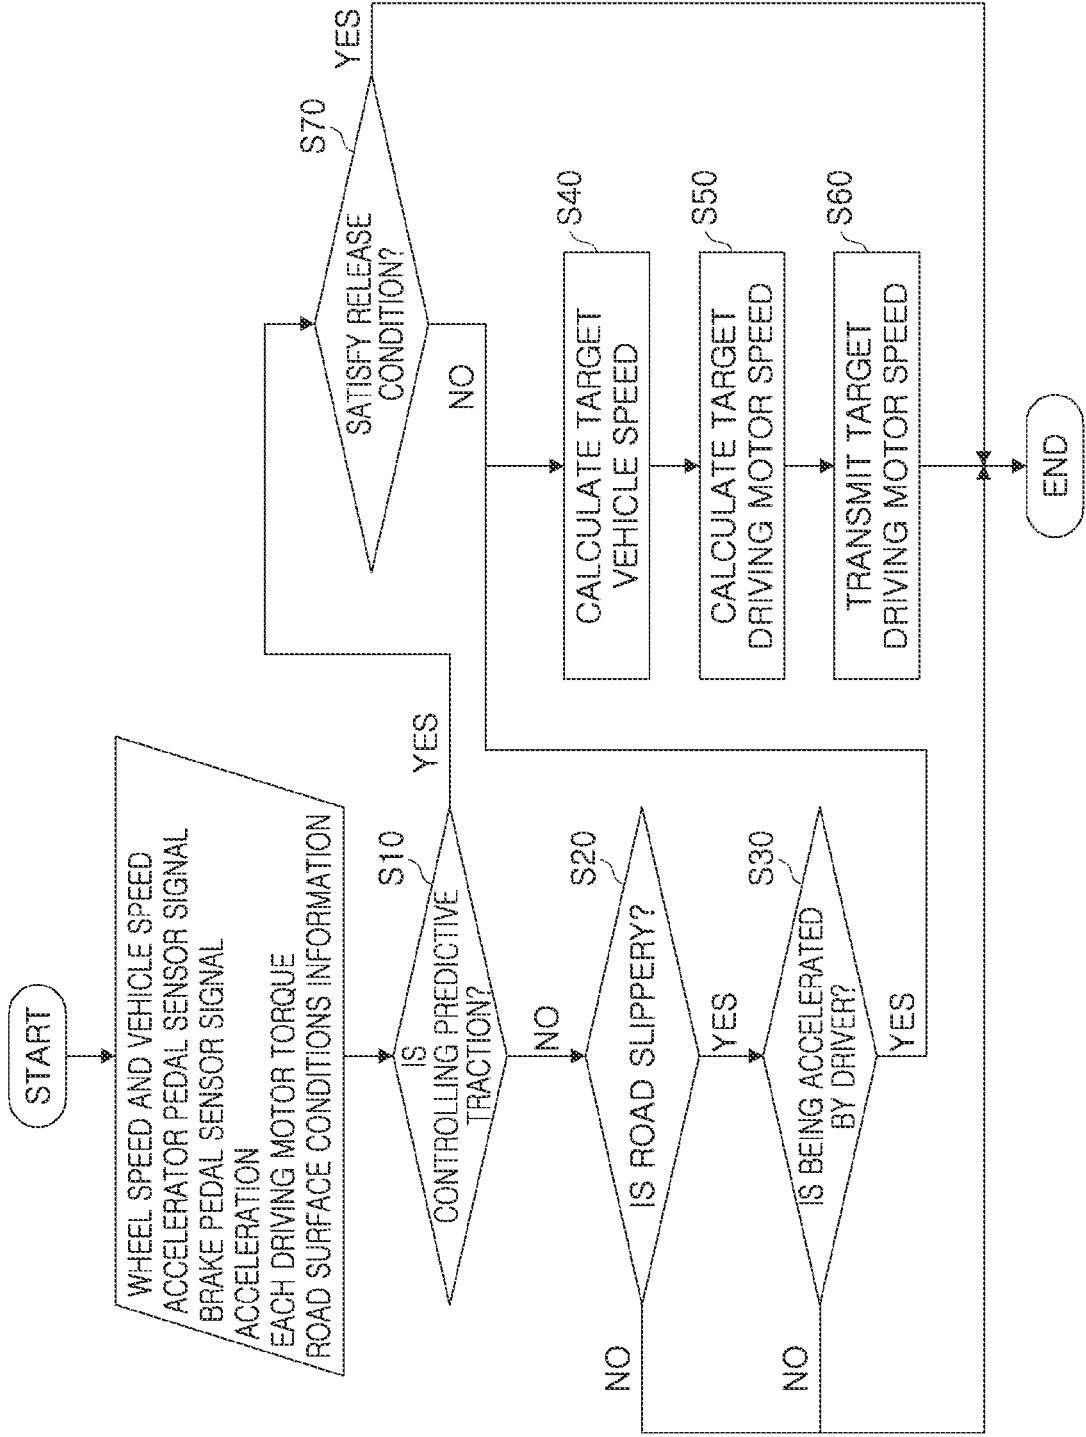 START
WHEEL SPEED AND VEHICLE SPEED
ACCELERATOR PEDAL SENSOR SIGNAL
BRAKE PEDAL SENSOR SIGNAL
ACCELERATION
EACH DRIVING MOTOR TORQUE
ROAD SURFACE CONDITIONS INFORMATION
S10
IS
CONTROLLING PREDICTIVE
TRACTION?
YES
NO
S20
IS ROAD SLIPPERY?
NO
YES
S30
IS BEING ACCELERATED
BY DRIVER?
NO
YES
S70
SATISFY RELEASE
CONDITION?
YES
NO
S40
CALCULATE TARGET
VEHICLE SPEED
S50
CALCULATE TARGET
DRIVING MOTOR SPEED
S60
TRANSMIT TARGET
DRIVING MOTOR SPEED
END